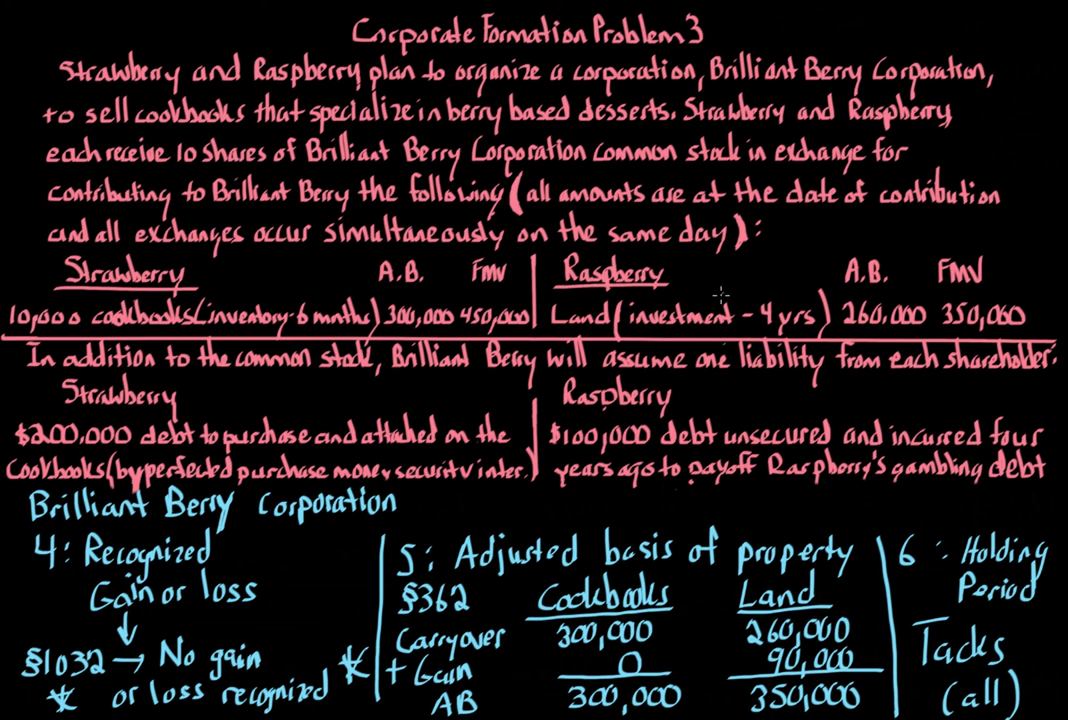 Corporate Formation Problem 3
Strawberry and Raspberry plan to organize a corporation, Brilliant Berry Corporation,
to sell cookbooks that specialize in berry based desserts. Strawberry and Raspberry
each receive 10 shares of Brilliant Berry Corporation common stock in exchange for
contributing to Brilliant Berry the following (all amounts are at the date of contribution
and all exchanges occur simultaneously on the same day):
Strawberry A.B. FMV
10,000 cookbooks (inventory-6 months) 300,000 450,000
Raspberry A.B. FMV
Land (investment - 4 yrs) 260,000 350,000
In addition to the common stock, Brilliant Berry will assume one liability from each shareholder:
Strawberry
$200,000 debt to purchase and attached on the
cookbooks (by perfected purchase money security inter.)
Raspberry
$100,000 debt unsecured and incurred four
years ago to payoff Raspberry's gambling debt
Brilliant Berry Corporation
4: Recognized
Gain or loss
§1032 → No gain
* or loss recognized *
5: Adjusted basis of property
§362 Cookbooks Land
Carryover 300,000 260,000
+ Gain 0 90,000
AB 300,000 350,000
6: Holding
Period
Tacks
(all)